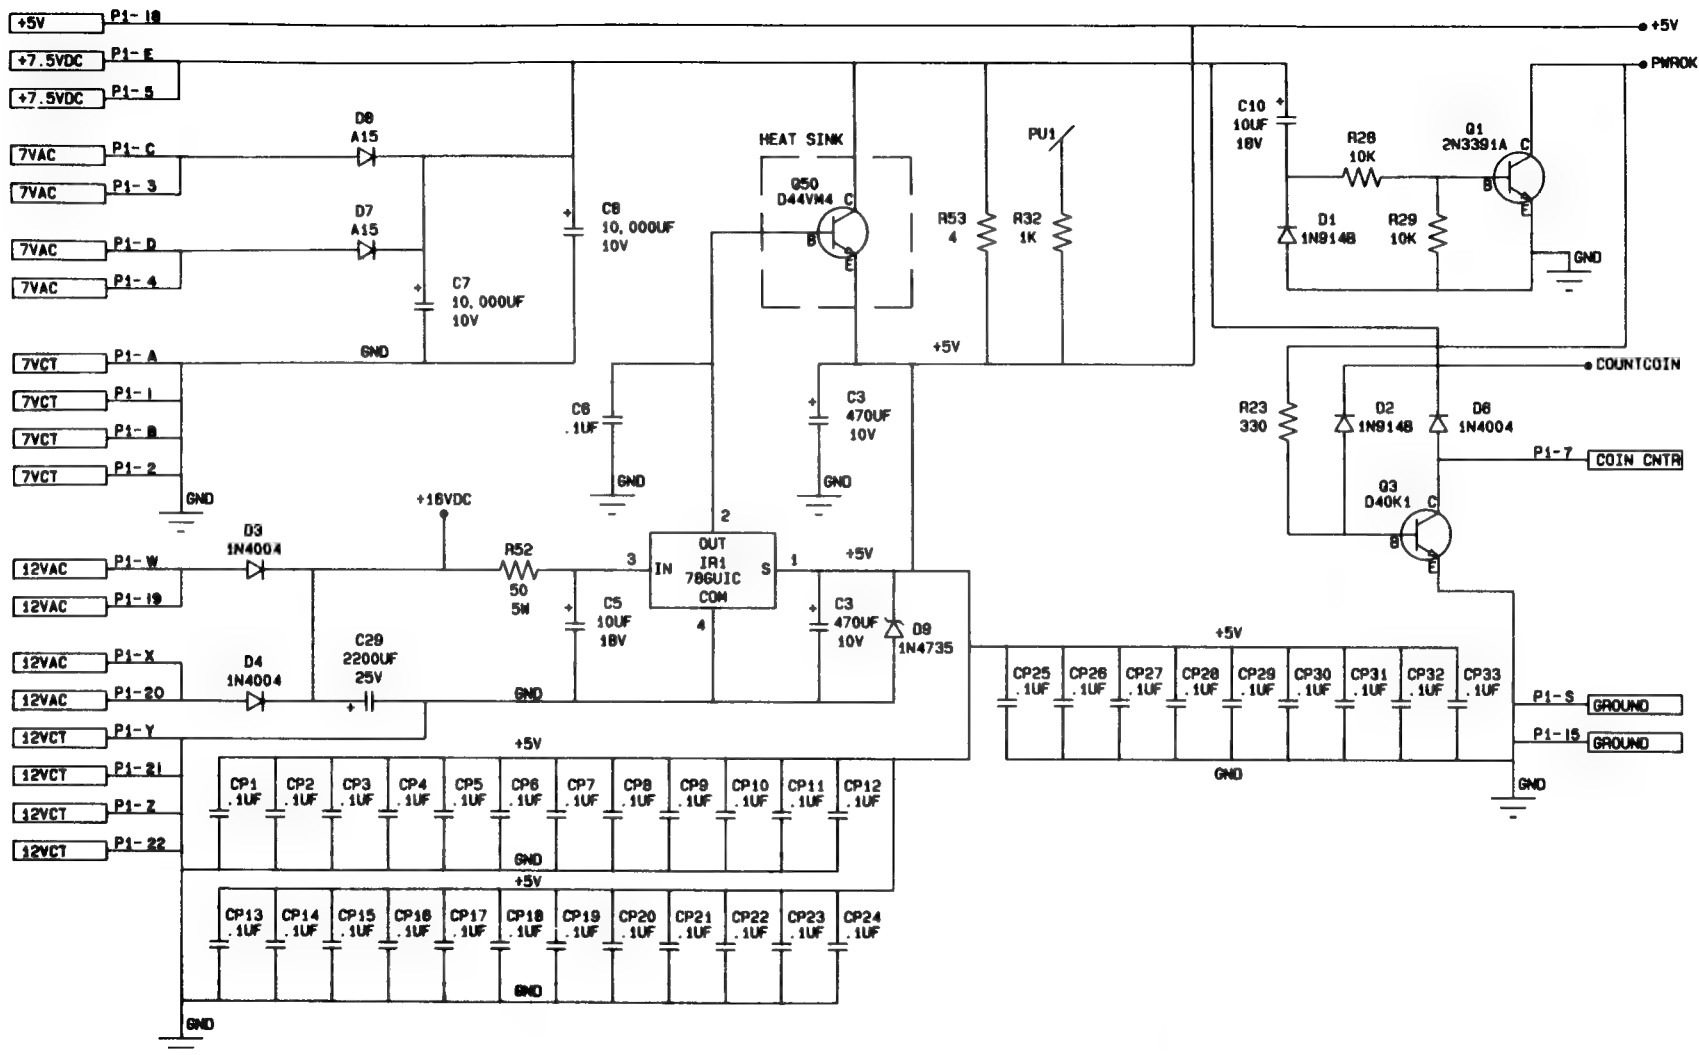 +5V P1-18 +5V
+7.5VDC P1-E PWROK
+7.5VDC P1-5
7VAC P1-C
7VAC P1-3
7VAC P1-D
7VAC P1-4
D8
A15
D7
A15
C7
10,000UF
10V
C8
10,000UF
10V
HEAT SINK
Q50
D44VM4
C
B
E
R53
4
R32
1K
PU1
+5V
C10
10UF
18V
+
R28
10K
Q1
2N3391A
C
B
E
D1
1N914B
R29
10K
GND
7VCT P1-A GND
7VCT P1-1
7VCT P1-B
7VCT P1-2
GND
C6
.1UF
GND
C3
470UF
10V
GND
R23
330
D2
1N914B
D6
1N4004
COUNTCOIN
P1-7 COIN CNTR
Q3
D40K1
C
B
E
+16VDC
D3
1N4004
12VAC P1-W
12VAC P1-19
12VAC P1-X
12VAC P1-20
D4
1N4004
C29
2200UF
25V
R52
50
5W
C5
10UF
18V
2
OUT
3 IN IR1 S 1 +5V
78GUIC
COM
4
C3
470UF
10V
D9
1N4735
GND
12VCT P1-Y
12VCT P1-21
12VCT P1-Z
12VCT P1-22
+5V
CP25 CP26 CP27 CP28 CP29 CP30 CP31 CP32 CP33
.1UF .1UF .1UF .1UF .1UF .1UF .1UF .1UF .1UF
GND
P1-S GROUND
P1-15 GROUND
GND
+5V
CP1 CP2 CP3 CP4 CP5 CP6 CP7 CP8 CP9 CP10 CP11 CP12
.1UF .1UF .1UF .1UF .1UF .1UF .1UF .1UF .1UF .1UF .1UF .1UF
GND
+5V
CP13 CP14 CP15 CP16 CP17 CP18 CP19 CP20 CP21 CP22 CP23 CP24
.1UF .1UF .1UF .1UF .1UF .1UF .1UF .1UF .1UF .1UF .1UF .1UF
GND
GND